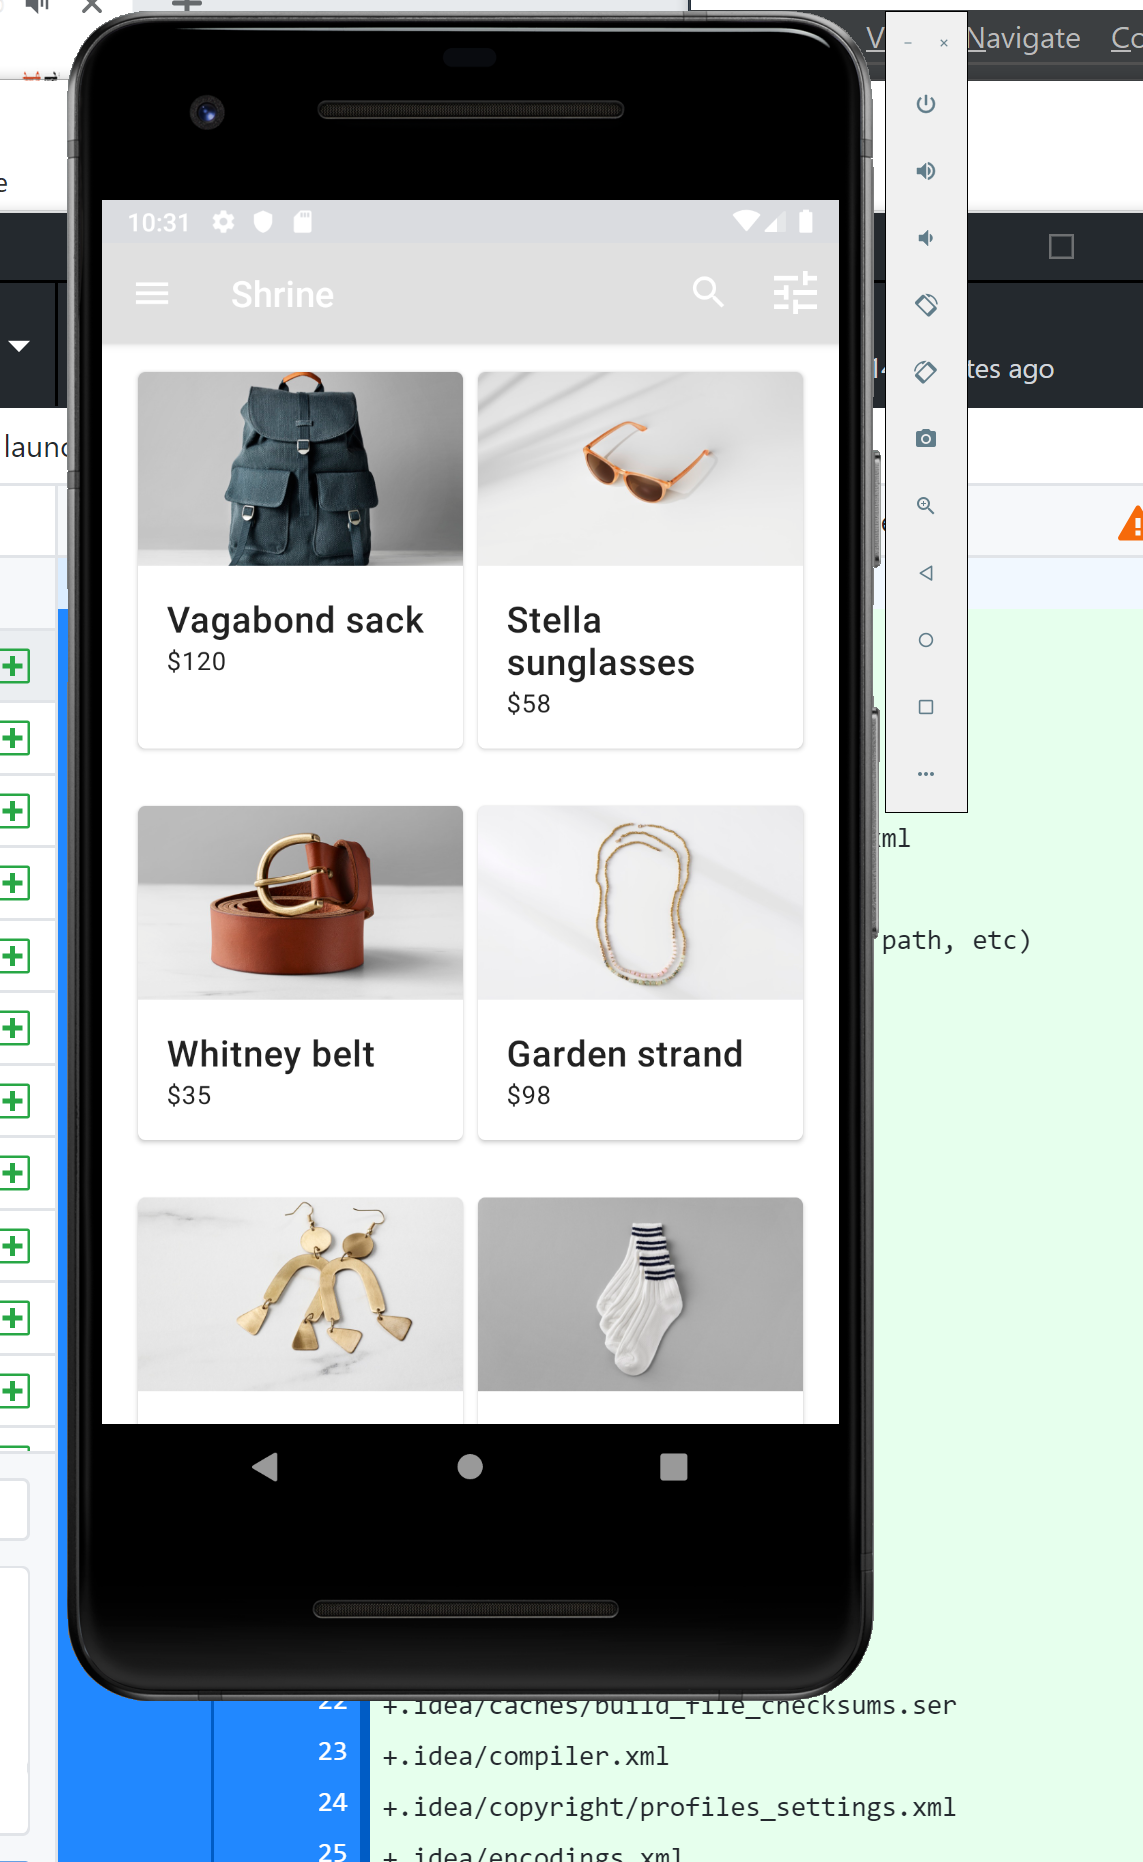 Navigate
10:31
Shrine
tes ago
launc
Vagabond sack
$120
Stella
sunglasses
$58
ml
path, etc)
Whitney belt
$35
Garden strand
$98
22
+.idea/caches/build_file_checksums.ser
23
+.idea/compiler.xml
24
+.idea/copyright/profiles_settings.xml
25
+.idea/encodings.xml